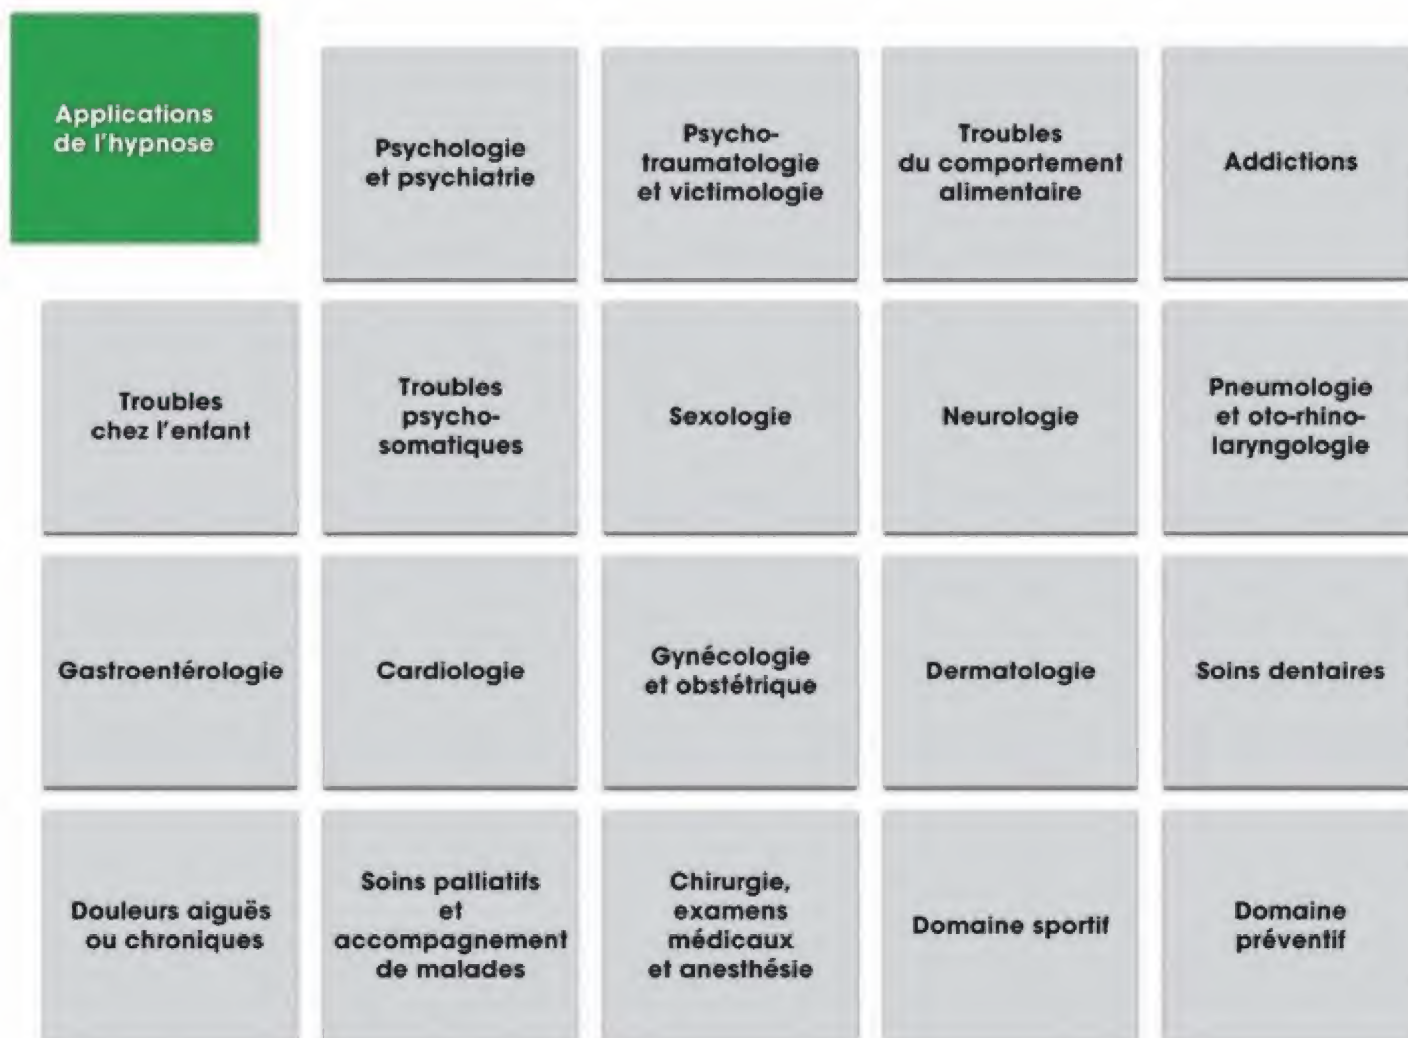 Applications
de l'hypnose
Psychologie
et psychiatrie
Psycho-
traumatologie
et victimologie
Troubles
du comportement
alimentaire
Addictions
Troubles
chez l'enfant
Troubles
psycho-
somatiques
Sexologie
Neurologie
Pneumologie
et oto-rhino-
laryngologie
Gastroentérologie
Cardiologie
Gynécologie
et obstétrique
Dermatologie
Soins dentaires
Douleurs aiguës
ou chroniques
Soins palliatifs
et
accompagnement
de malades
Chirurgie,
examens
médicaux
et anesthésie
Domaine sportif
Domaine
préventif